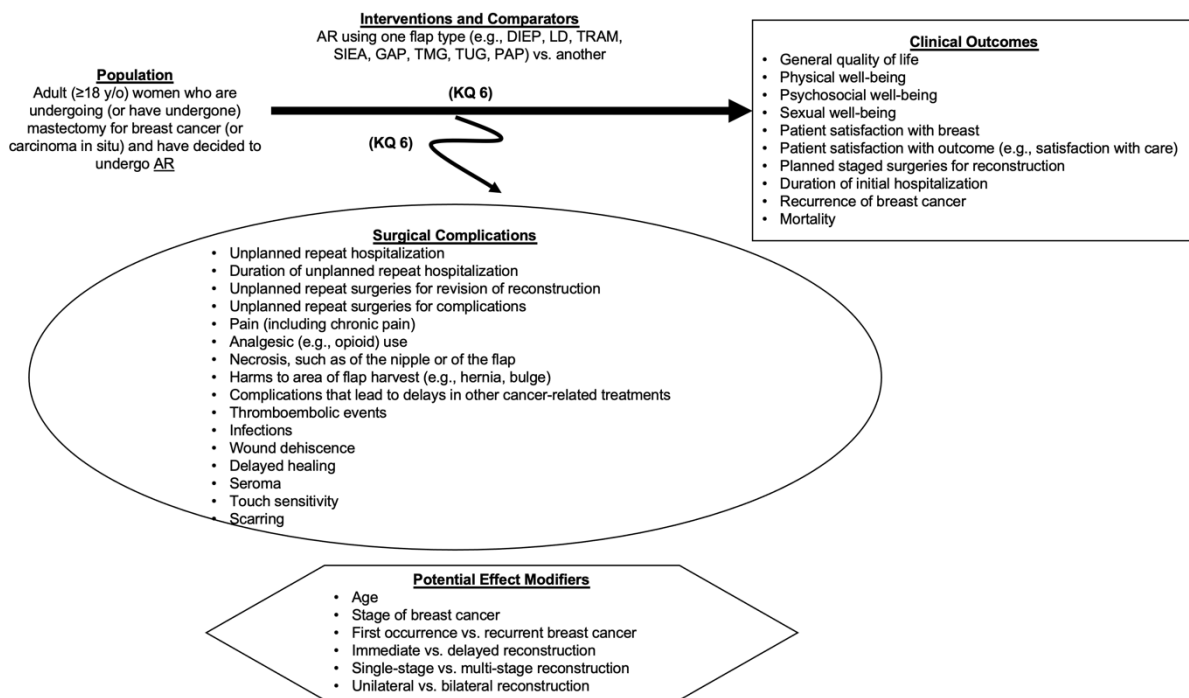 Interventions and Comparators
AR using one flap type (e.g., DIEP, LD, TRAM,
SIEA, GAP, TMG, TUG, PAP) vs. another
Population
Adult (≥18 y/o) women who are
undergoing (or have undergone)
mastectomy for breast cancer (or
carcinoma in situ) and have decided to
undergo AR
(KQ 6)
(KQ 6)
Clinical Outcomes
• General quality of life
• Physical well-being
• Psychosocial well-being
• Sexual well-being
• Patient satisfaction with breast
• Patient satisfaction with outcome (e.g., satisfaction with care)
• Planned staged surgeries for reconstruction
• Duration of initial hospitalization
• Recurrence of breast cancer
• Mortality
Surgical Complications
• Unplanned repeat hospitalization
• Duration of unplanned repeat hospitalization
• Unplanned repeat surgeries for revision of reconstruction
• Unplanned repeat surgeries for complications
• Pain (including chronic pain)
• Analgesic (e.g., opioid) use
• Necrosis, such as of the nipple or of the flap
• Harms to area of flap harvest (e.g., hernia, bulge)
• Complications that lead to delays in other cancer-related treatments
• Thromboembolic events
• Infections
• Wound dehiscence
• Delayed healing
• Seroma
• Touch sensitivity
• Scarring
Potential Effect Modifiers
• Age
• Stage of breast cancer
• First occurrence vs. recurrent breast cancer
• Immediate vs. delayed reconstruction
• Single-stage vs. multi-stage reconstruction
• Unilateral vs. bilateral reconstruction